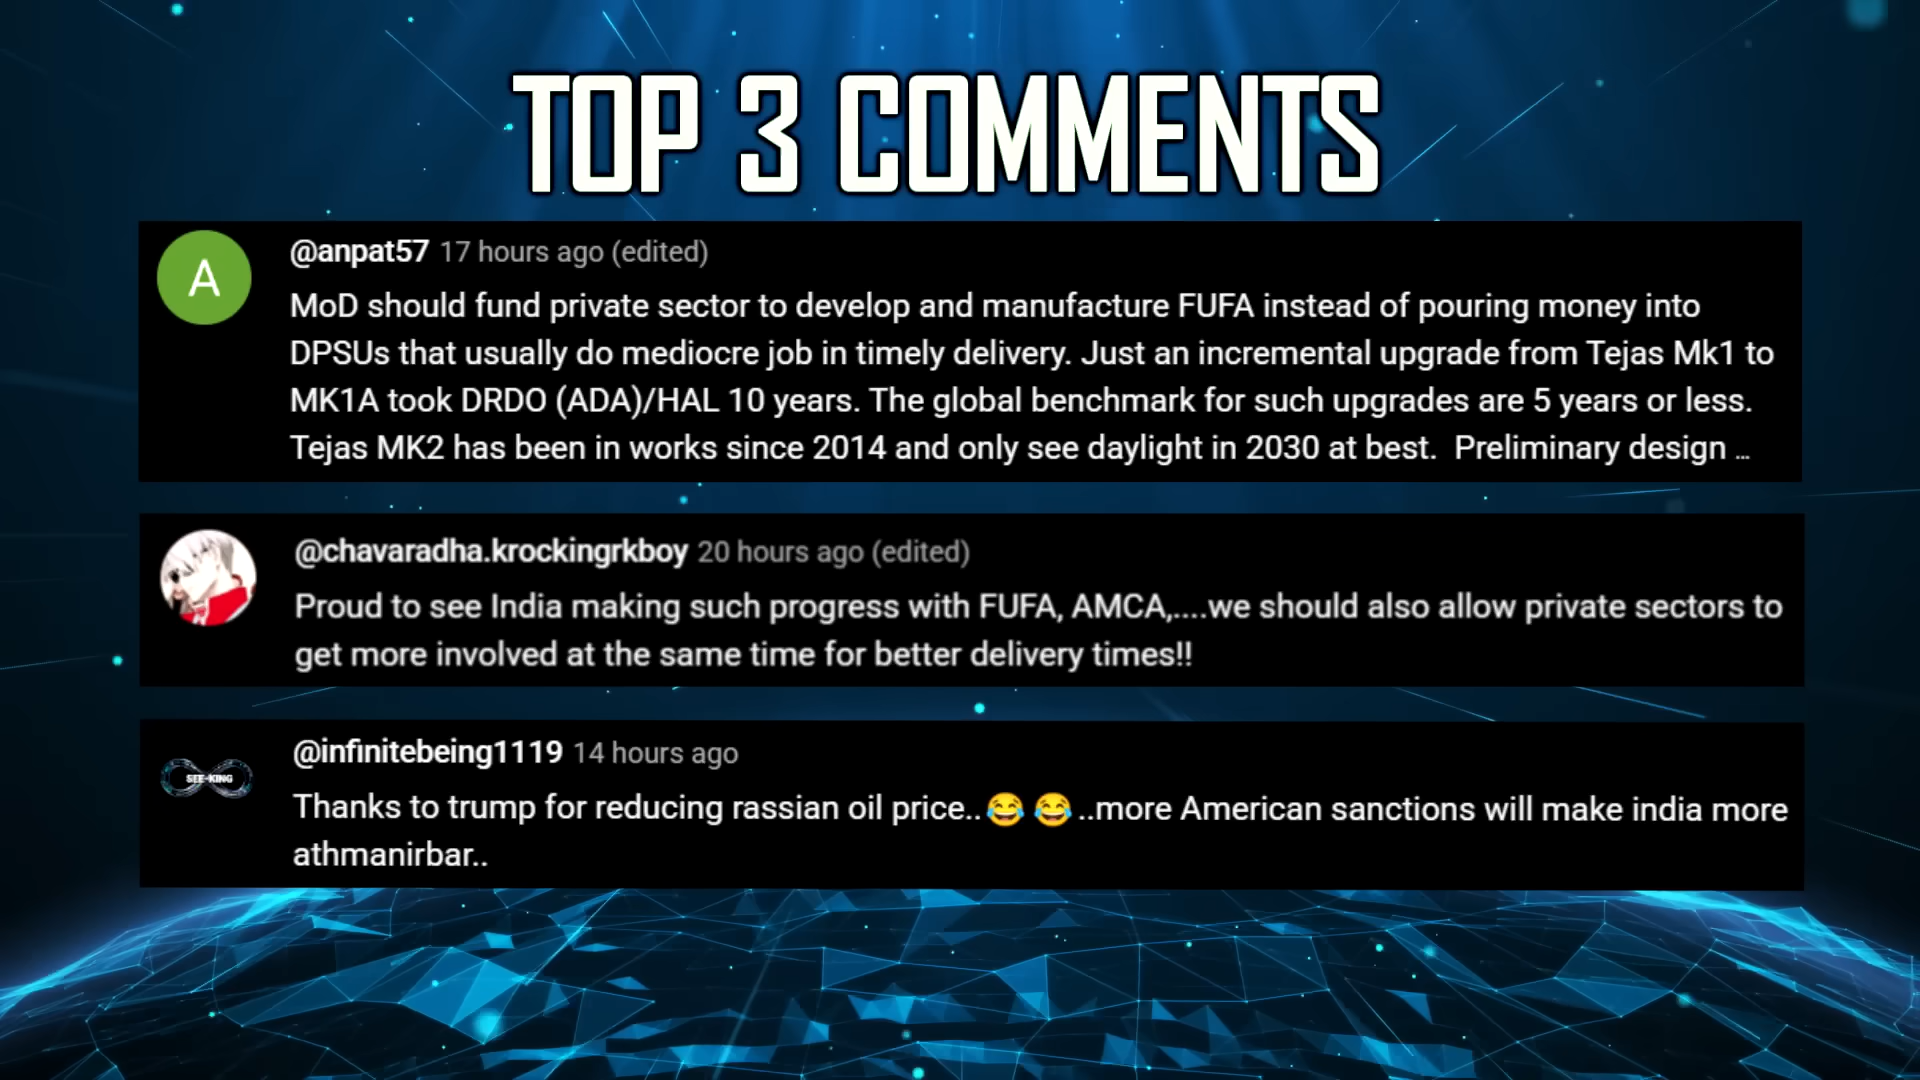 TOP 3 COMMENTS
A
@anpat57 17 hours ago (edited)
MoD should fund private sector to develop and manufacture FUFA instead of pouring money into
DPSUs that usually do mediocre job in timely delivery. Just an incremental upgrade from Tejas Mk1 to
MK1A took DRDO (ADA)/HAL 10 years. The global benchmark for such upgrades are 5 years or less.
Tejas MK2 has been in works since 2014 and only see daylight in 2030 at best.  Preliminary design ...
@chavaradha.krockingrkboy 20 hours ago (edited)
Proud to see India making such progress with FUFA, AMCA,....we should also allow private sectors to
get more involved at the same time for better delivery times!!
SEE-KING
@infinitebeing1119 14 hours ago
Thanks to trump for reducing rassian oil price..😂😂..more American sanctions will make india more
athmanirbar..